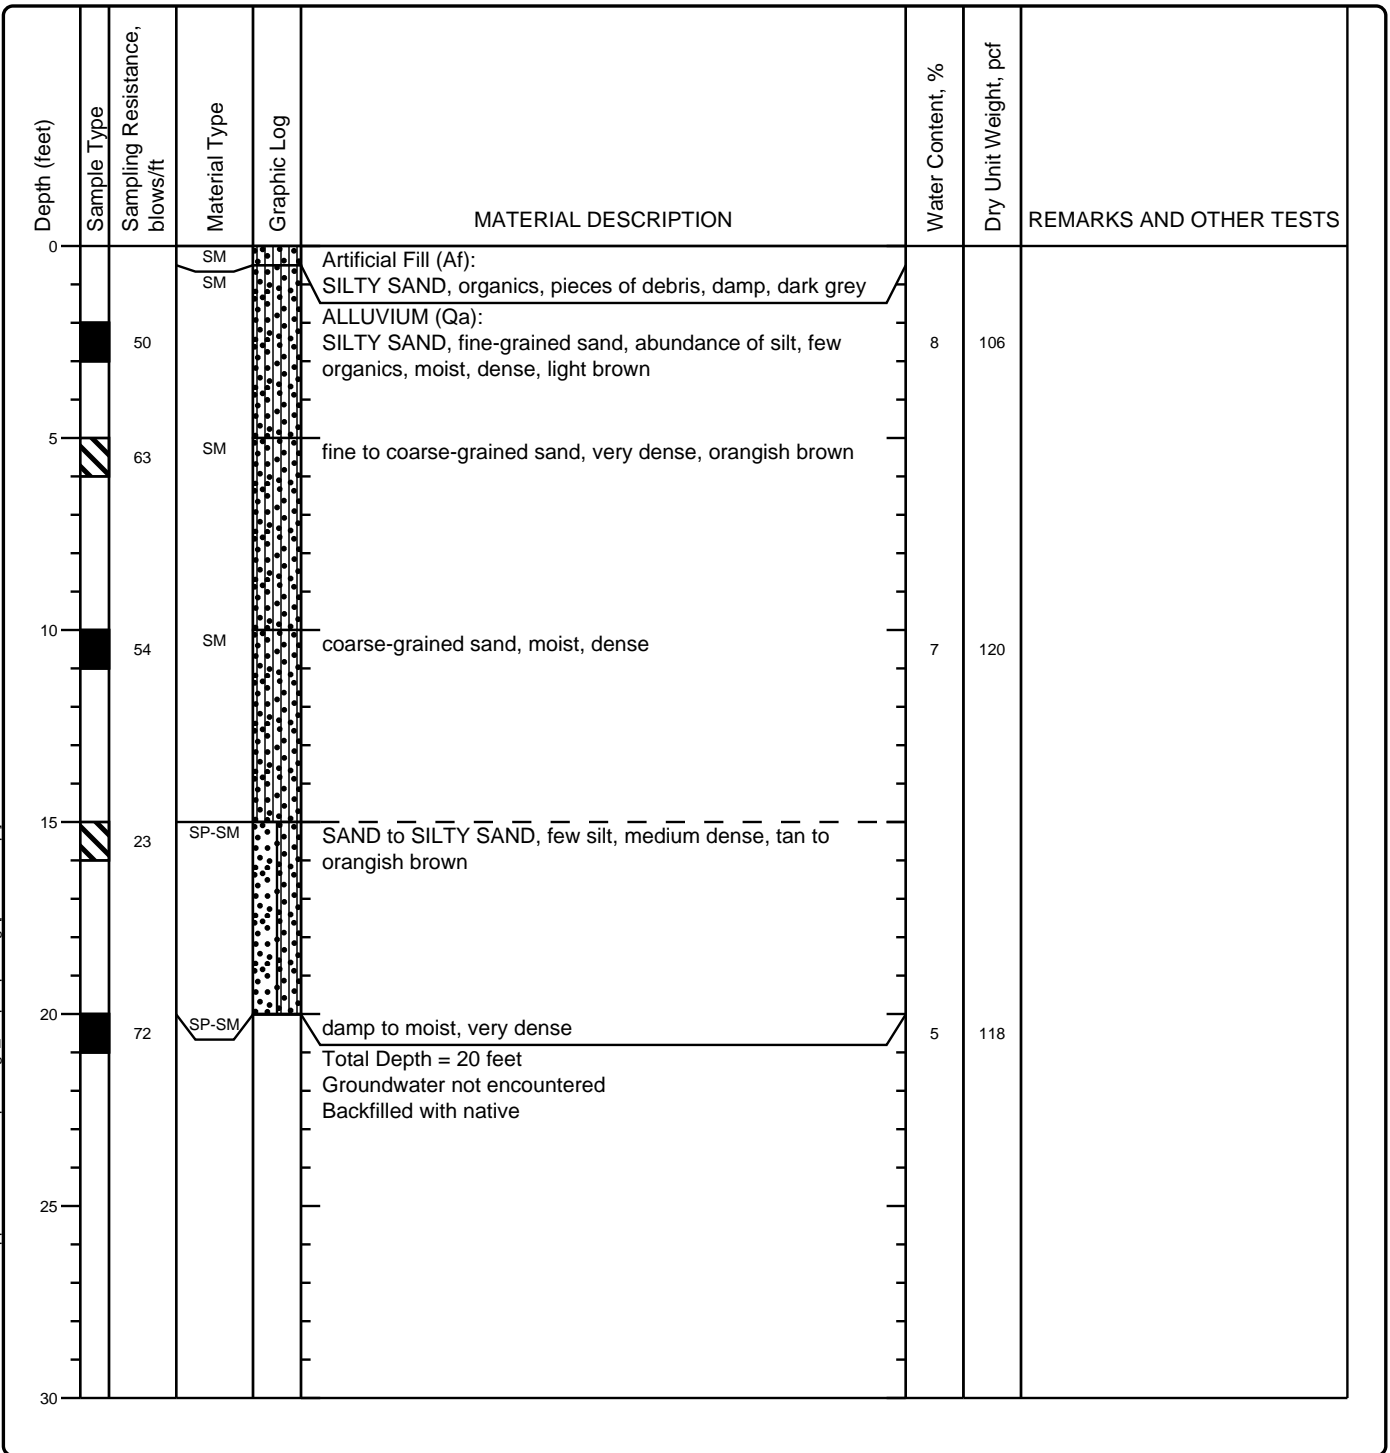 Depth (feet)
Sample Type
Sampling Resistance,
blows/ft
Material Type
Graphic Log
MATERIAL DESCRIPTION
Water Content, %
Dry Unit Weight, pcf
REMARKS AND OTHER TESTS
0
SM
Artificial Fill (Af):
SM
SILTY SAND, organics, pieces of debris, damp, dark grey
ALLUVIUM (Qa):
50
SILTY SAND, fine-grained sand, abundance of silt, few
8
106
organics, moist, dense, light brown
5
63
SM
fine to coarse-grained sand, very dense, orangish brown
10
54
SM
coarse-grained sand, moist, dense
7
120
15
23
SP-SM
SAND to SILTY SAND, few silt, medium dense, tan to
orangish brown
20
72
SP-SM
damp to moist, very dense
5
118
Total Depth = 20 feet
Groundwater not encountered
Backfilled with native
25
30